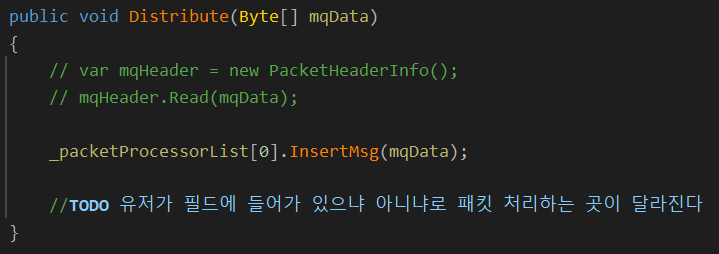 public void Distribute(Byte[] mqData)
{
// var mqHeader = new PacketHeaderInfo();
// mqHeader.Read(mqData);
_packetProcessorList[0].InsertMsg(mqData);
//TODO 유저가 필드에 들어가 있으냐 아니냐로 패킷 처리하는 곳이 달라진다
}